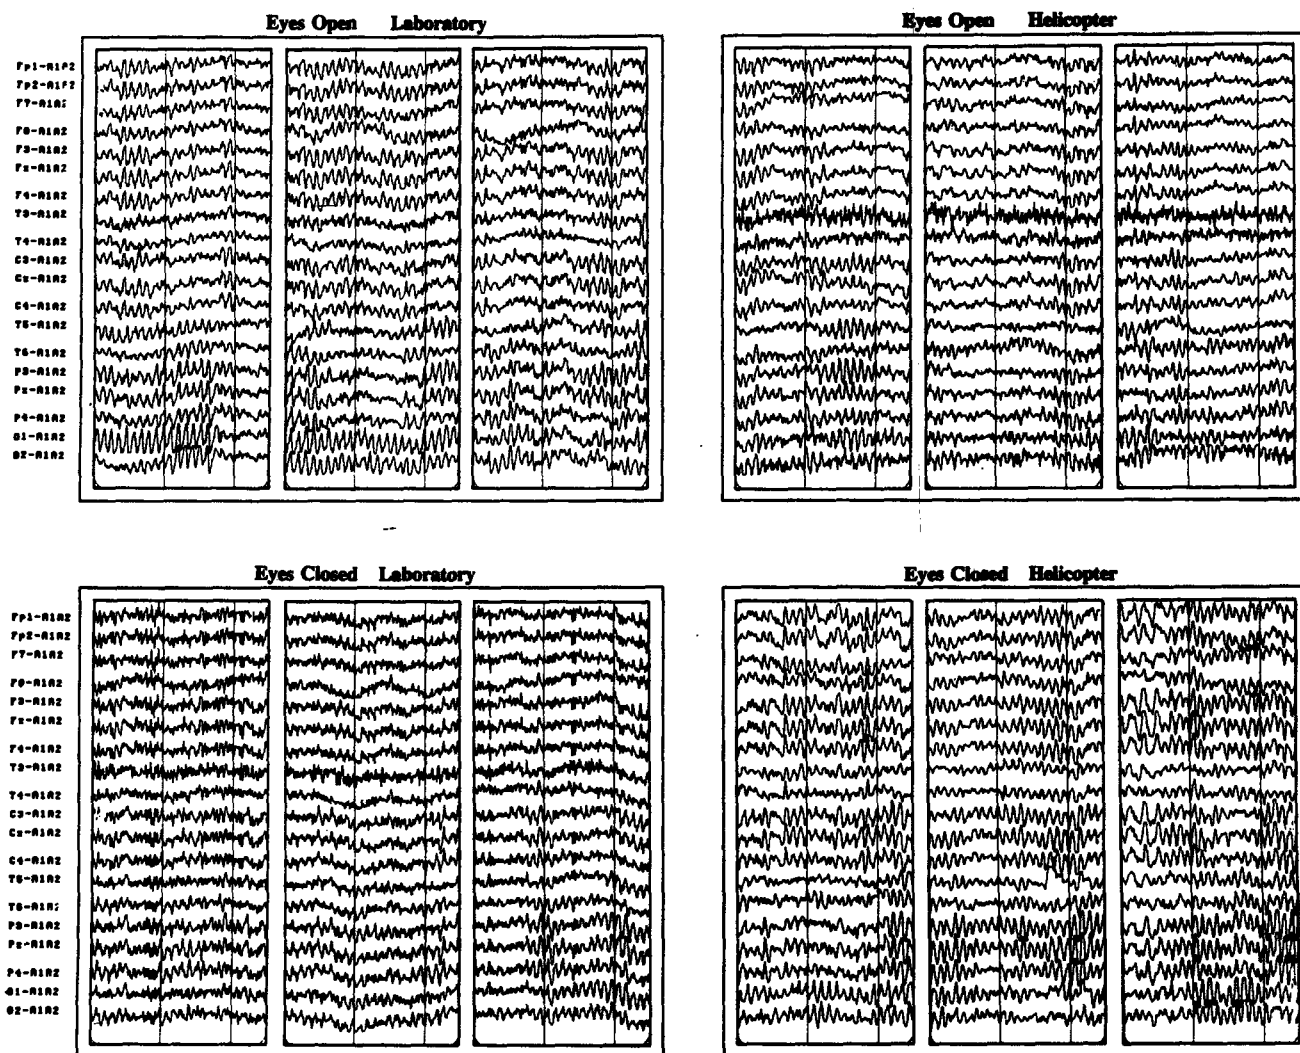 Eyes Open Laboratory
Fp1-A1A2
Fp2-A1A2
F7-A1A2
F8-A1A2
F3-A1A2
Fz-A1A2
F4-A1A2
T3-A1A2
T4-A1A2
C3-A1A2
Cz-A1A2
C4-A1A2
T5-A1A2
T6-A1A2
P3-A1A2
Pz-A1A2
P4-A1A2
O1-A1A2
O2-A1A2
Eyes Open Helicopter
Eyes Closed Laboratory
Fp1-A1A2
Fp2-A1A2
F7-A1A2
F8-A1A2
F3-A1A2
Fz-A1A2
F4-A1A2
T3-A1A2
T4-A1A2
C3-A1A2
Cz-A1A2
C4-A1A2
T5-A1A2
T6-A1A2
P3-A1A2
Pz-A1A2
P4-A1A2
O1-A1A2
O2-A1A2
Eyes Closed Helicopter